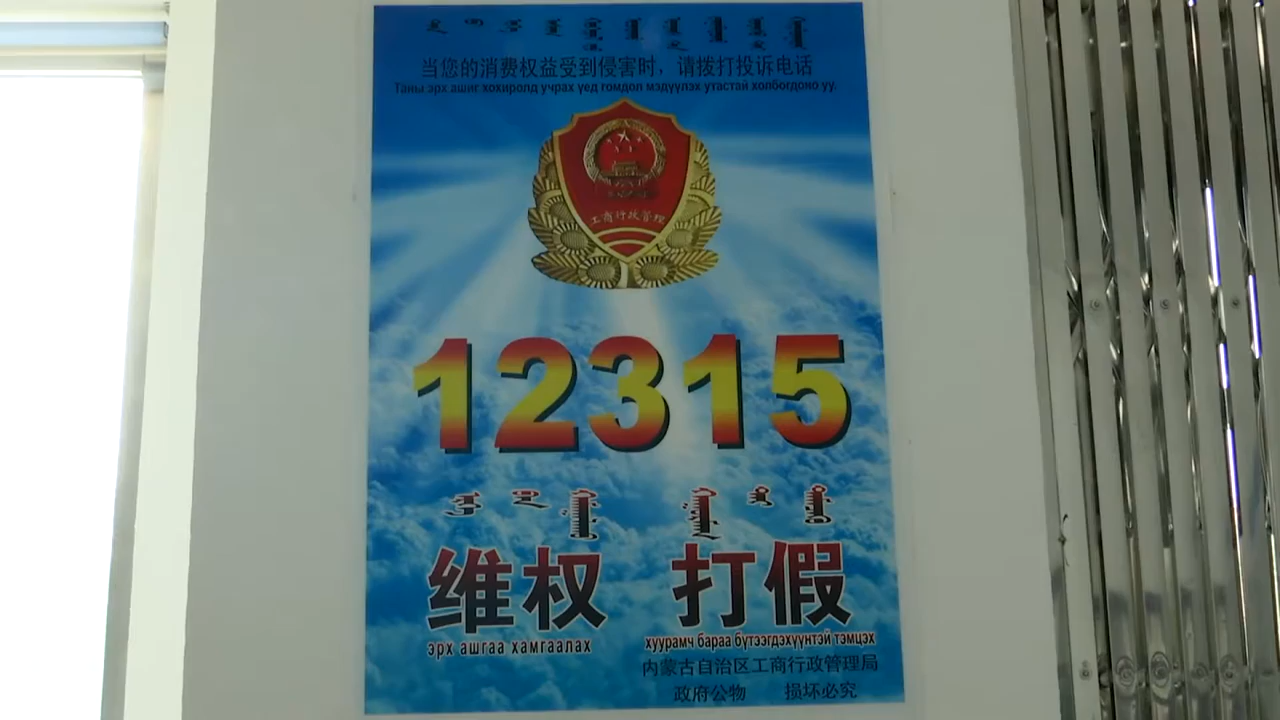 当您的消费权益受到侵害时，请拨打投诉电话
Таны эрх ашиг хохиролд учрах үед гомдол мэдүүлэх утастай холбогдоно уу.
工商行政管理
12315
维权 打假
эрх ашгаа хамгаалах хуурамч бараа бүтээгдэхүүнтэй тэмцэх
内蒙古自治区工商行政管理局
政府公物 损坏必究